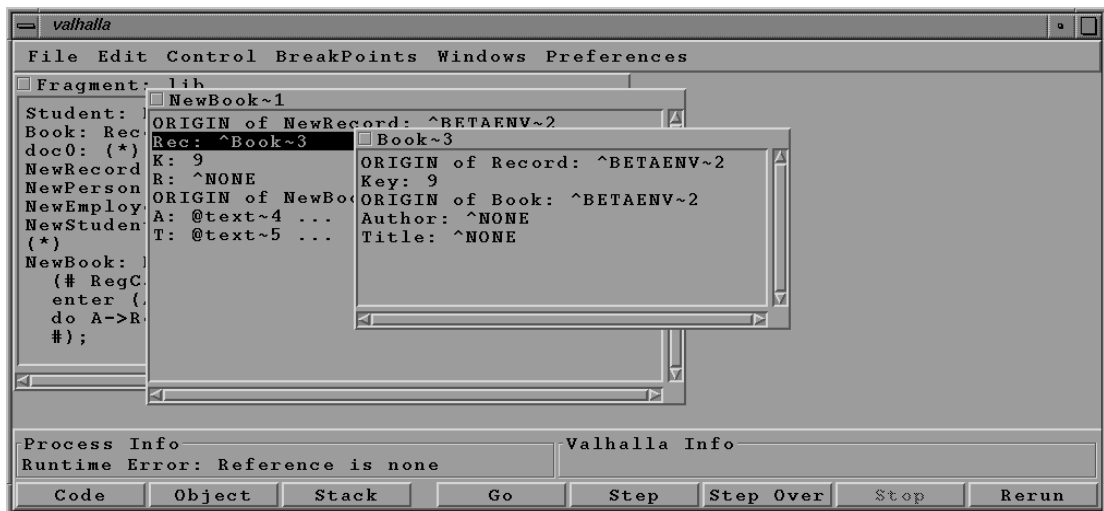 valhalla
File Edit Control BreakPoints Windows Preferences
Fragment: lib
Student:
Book: Rec
doc0: (*)
NewRecord
NewPerson
NewEmploy
NewStuden
(*)
NewBook:
(# RegC
enter (
do A->R
#);
NewBook~1
ORIGIN of NewRecord: ^BETAENV~2
Rec: ^Book~3
K: 9
R: ^NONE
ORIGIN of NewBoo
A: @text~4 ...
T: @text~5 ...
Book~3
ORIGIN of Record: ^BETAENV~2
Key: 9
ORIGIN of Book: ^BETAENV~2
Author: ^NONE
Title: ^NONE
Process Info
Runtime Error: Reference is none
Valhalla Info
Code Object Stack Go Step Step Over Stop Rerun